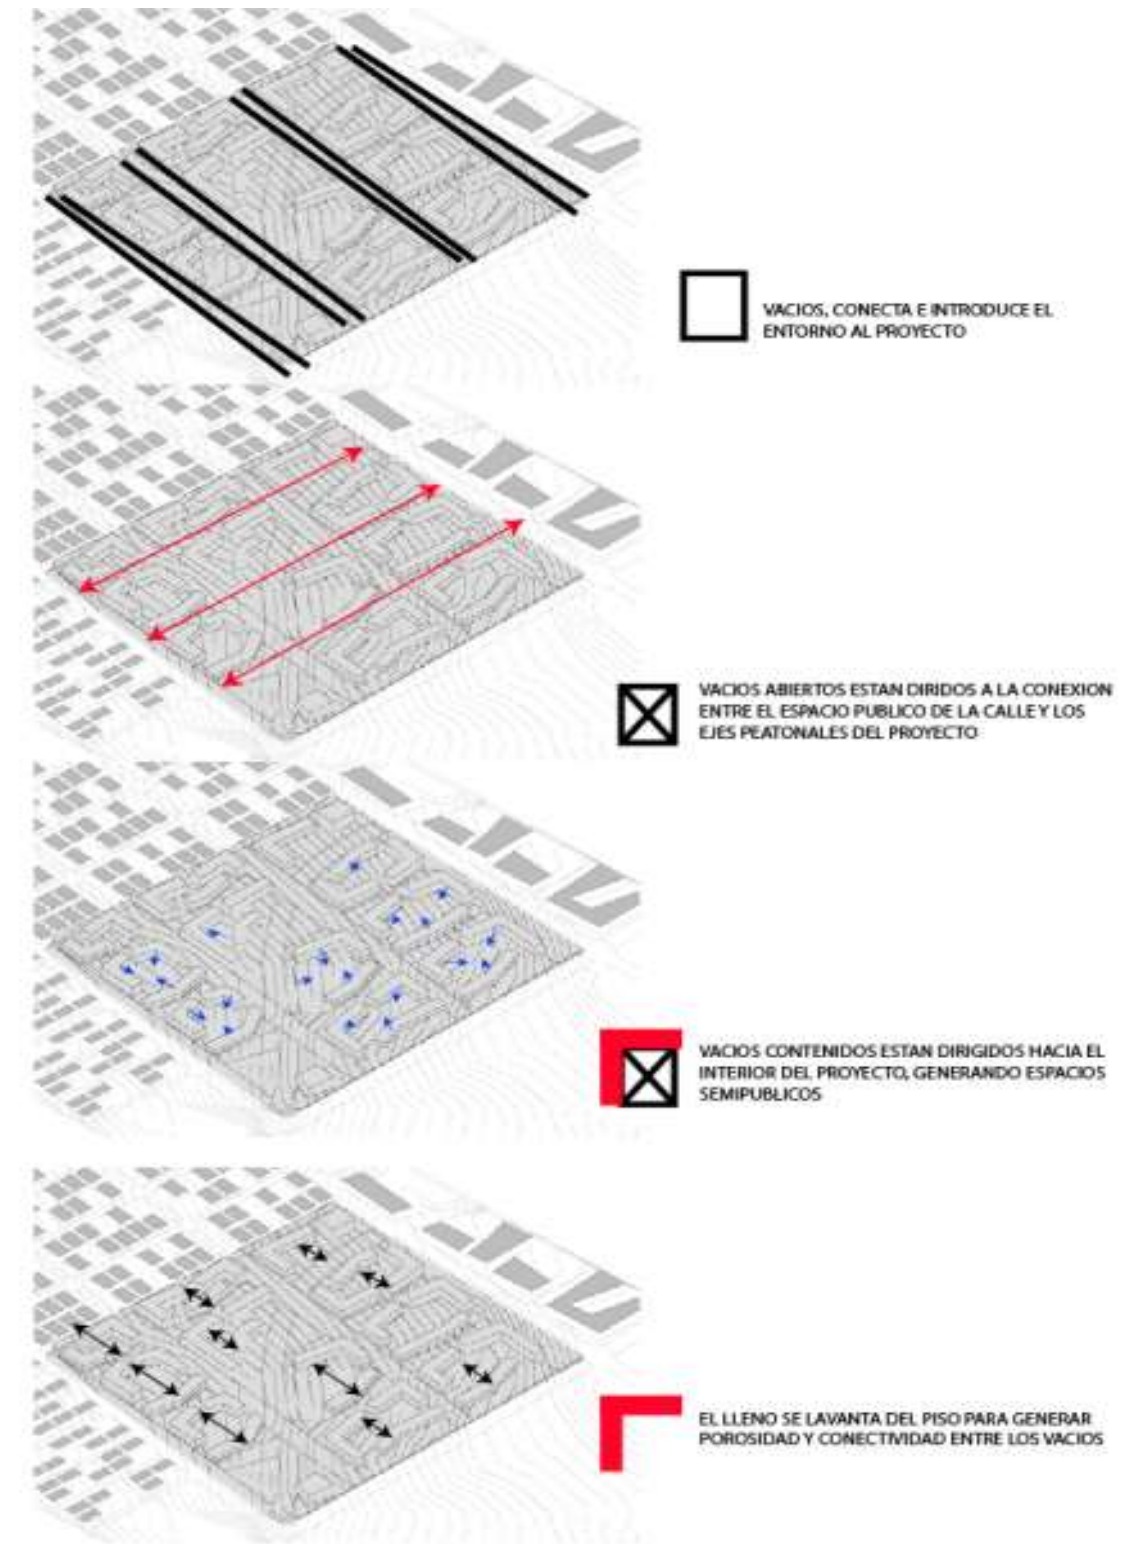 VACIOS, CONECTA E INTRODUCE EL
ENTORNO AL PROYECTO
VACIOS ABIERTOS ESTAN DIRIDOS A LA CONEXION
ENTRE EL ESPACIO PUBLICO DE LA CALLE Y LOS
EJES PEATONALES DEL PROYECTO
VACIOS CONTENIDOS ESTAN DIRIGIDOS HACIA EL
INTERIOR DEL PROYECTO, GENERANDO ESPACIOS
SEMIPUBLICOS
EL LLENO SE LAVANTA DEL PISO PARA GENERAR
POROSIDAD Y CONECTIVIDAD ENTRE LOS VACIOS